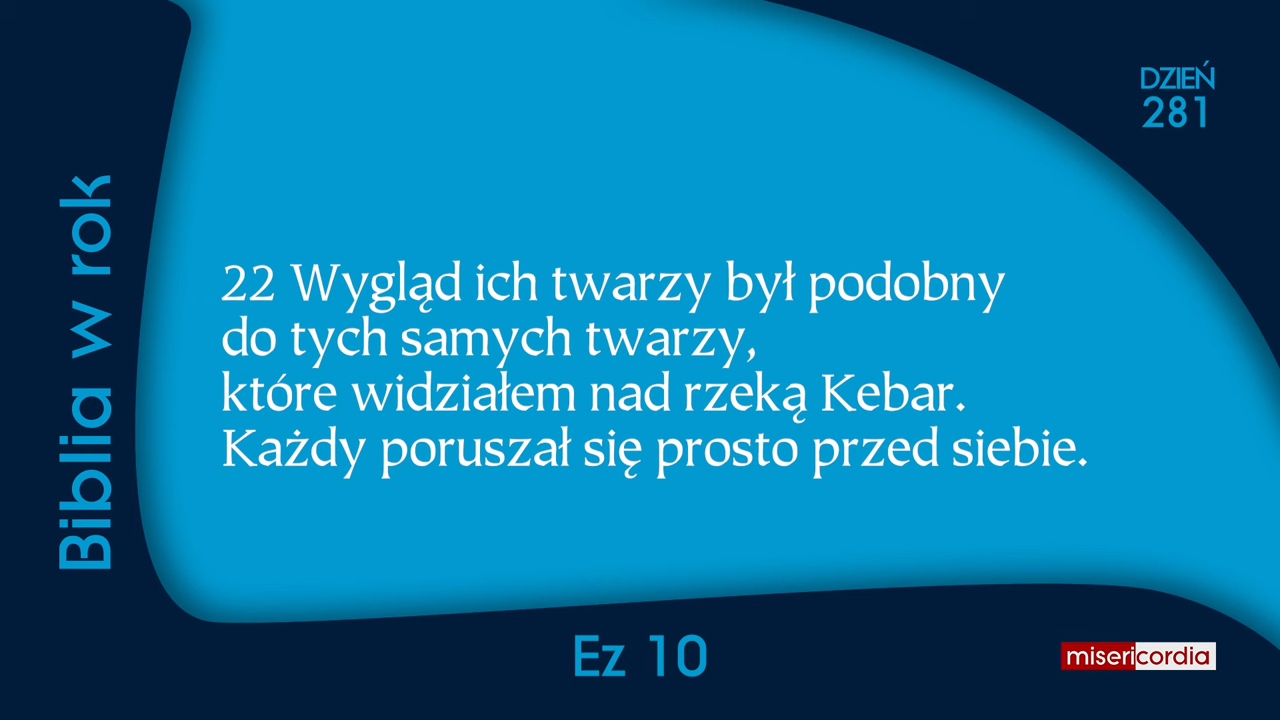 DZIEŃ
281
Biblia w rok
22 Wygląd ich twarzy był podobny
do tych samych twarzy,
które widziałem nad rzeką Kebar.
Każdy poruszał się prosto przed siebie.
Ez 10
misericordia